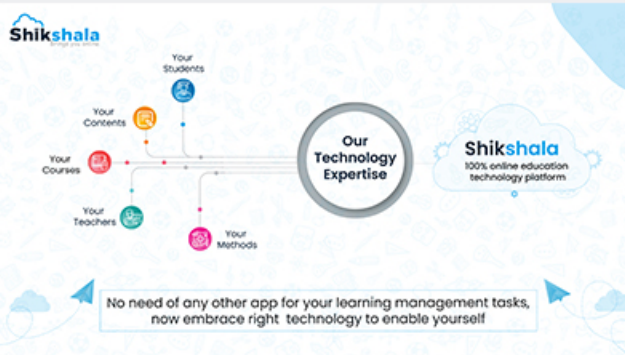 Shikshala
Brings you online
Your
Students
Your
Contents
Your
Courses
Your
Teachers
Your
Methods
Our
Technology
Expertise
Shikshala
100% online education
technology platform
No need of any other app for your learning management tasks,
now embrace right technology to enable yourself